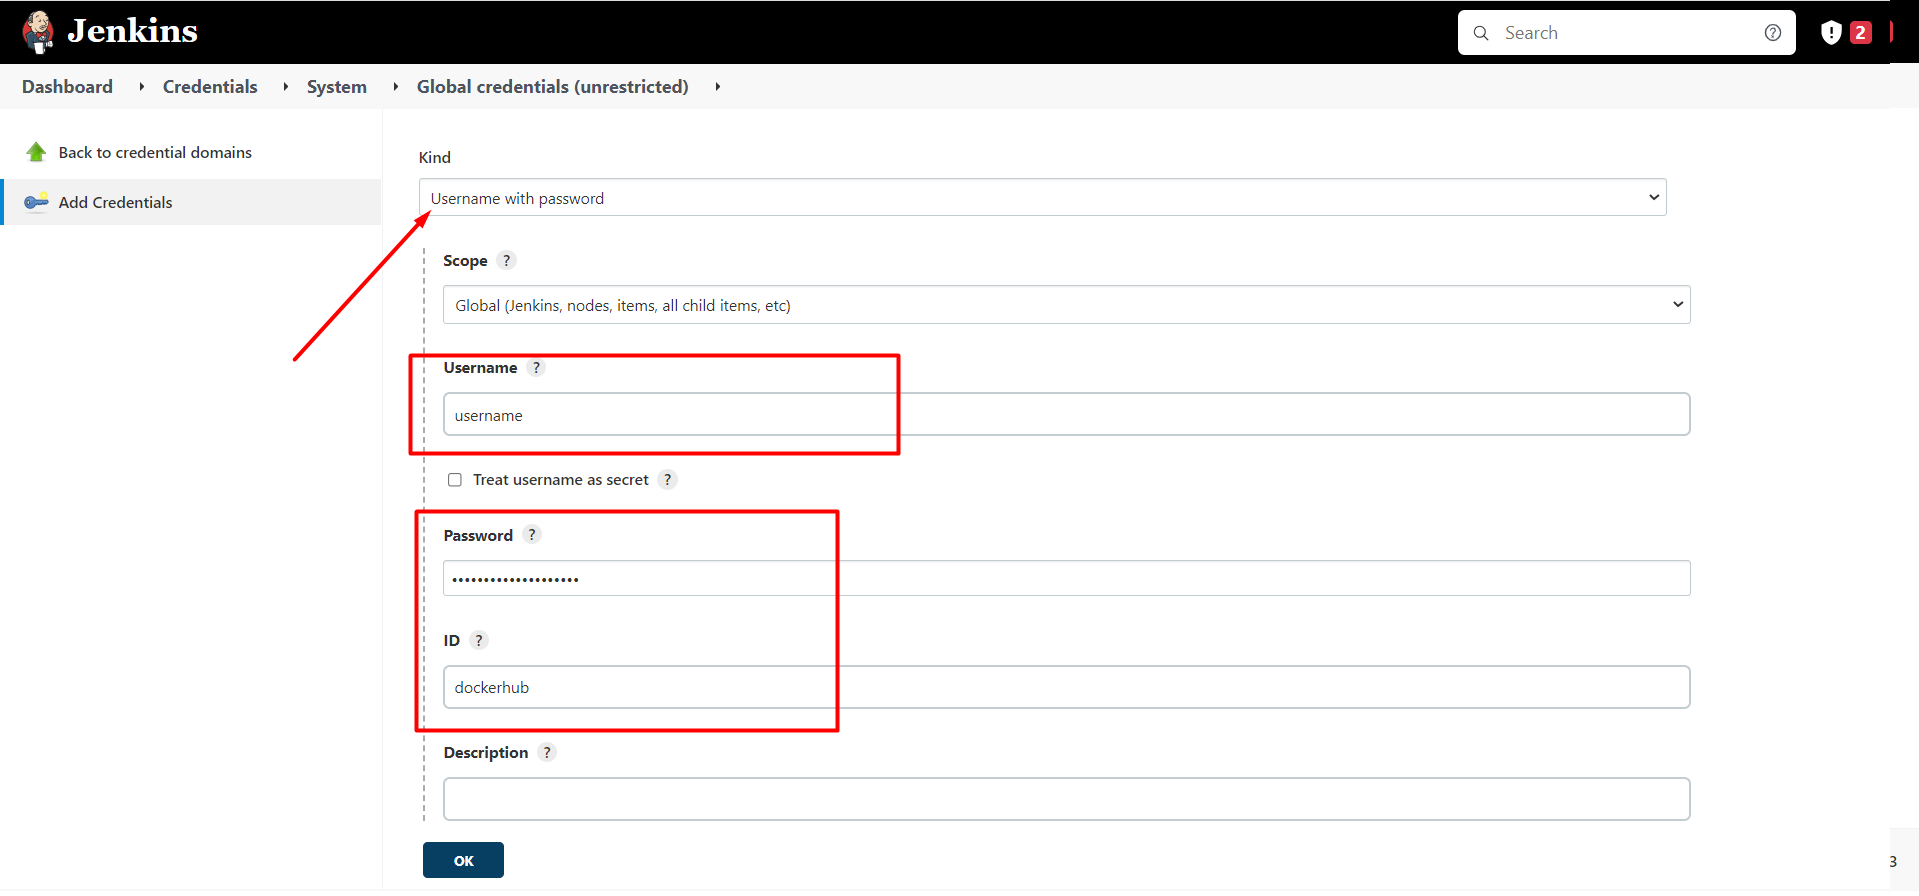 Jenkins
Search
2
Dashboard Credentials System Global credentials (unrestricted)
Back to credential domains
Add Credentials
Kind
Username with password
Scope ?
Global (Jenkins, nodes, items, all child items, etc)
Username ?
username
Treat username as secret ?
Password ?
••••••••••••••••••••
ID ?
dockerhub
Description ?
OK
3